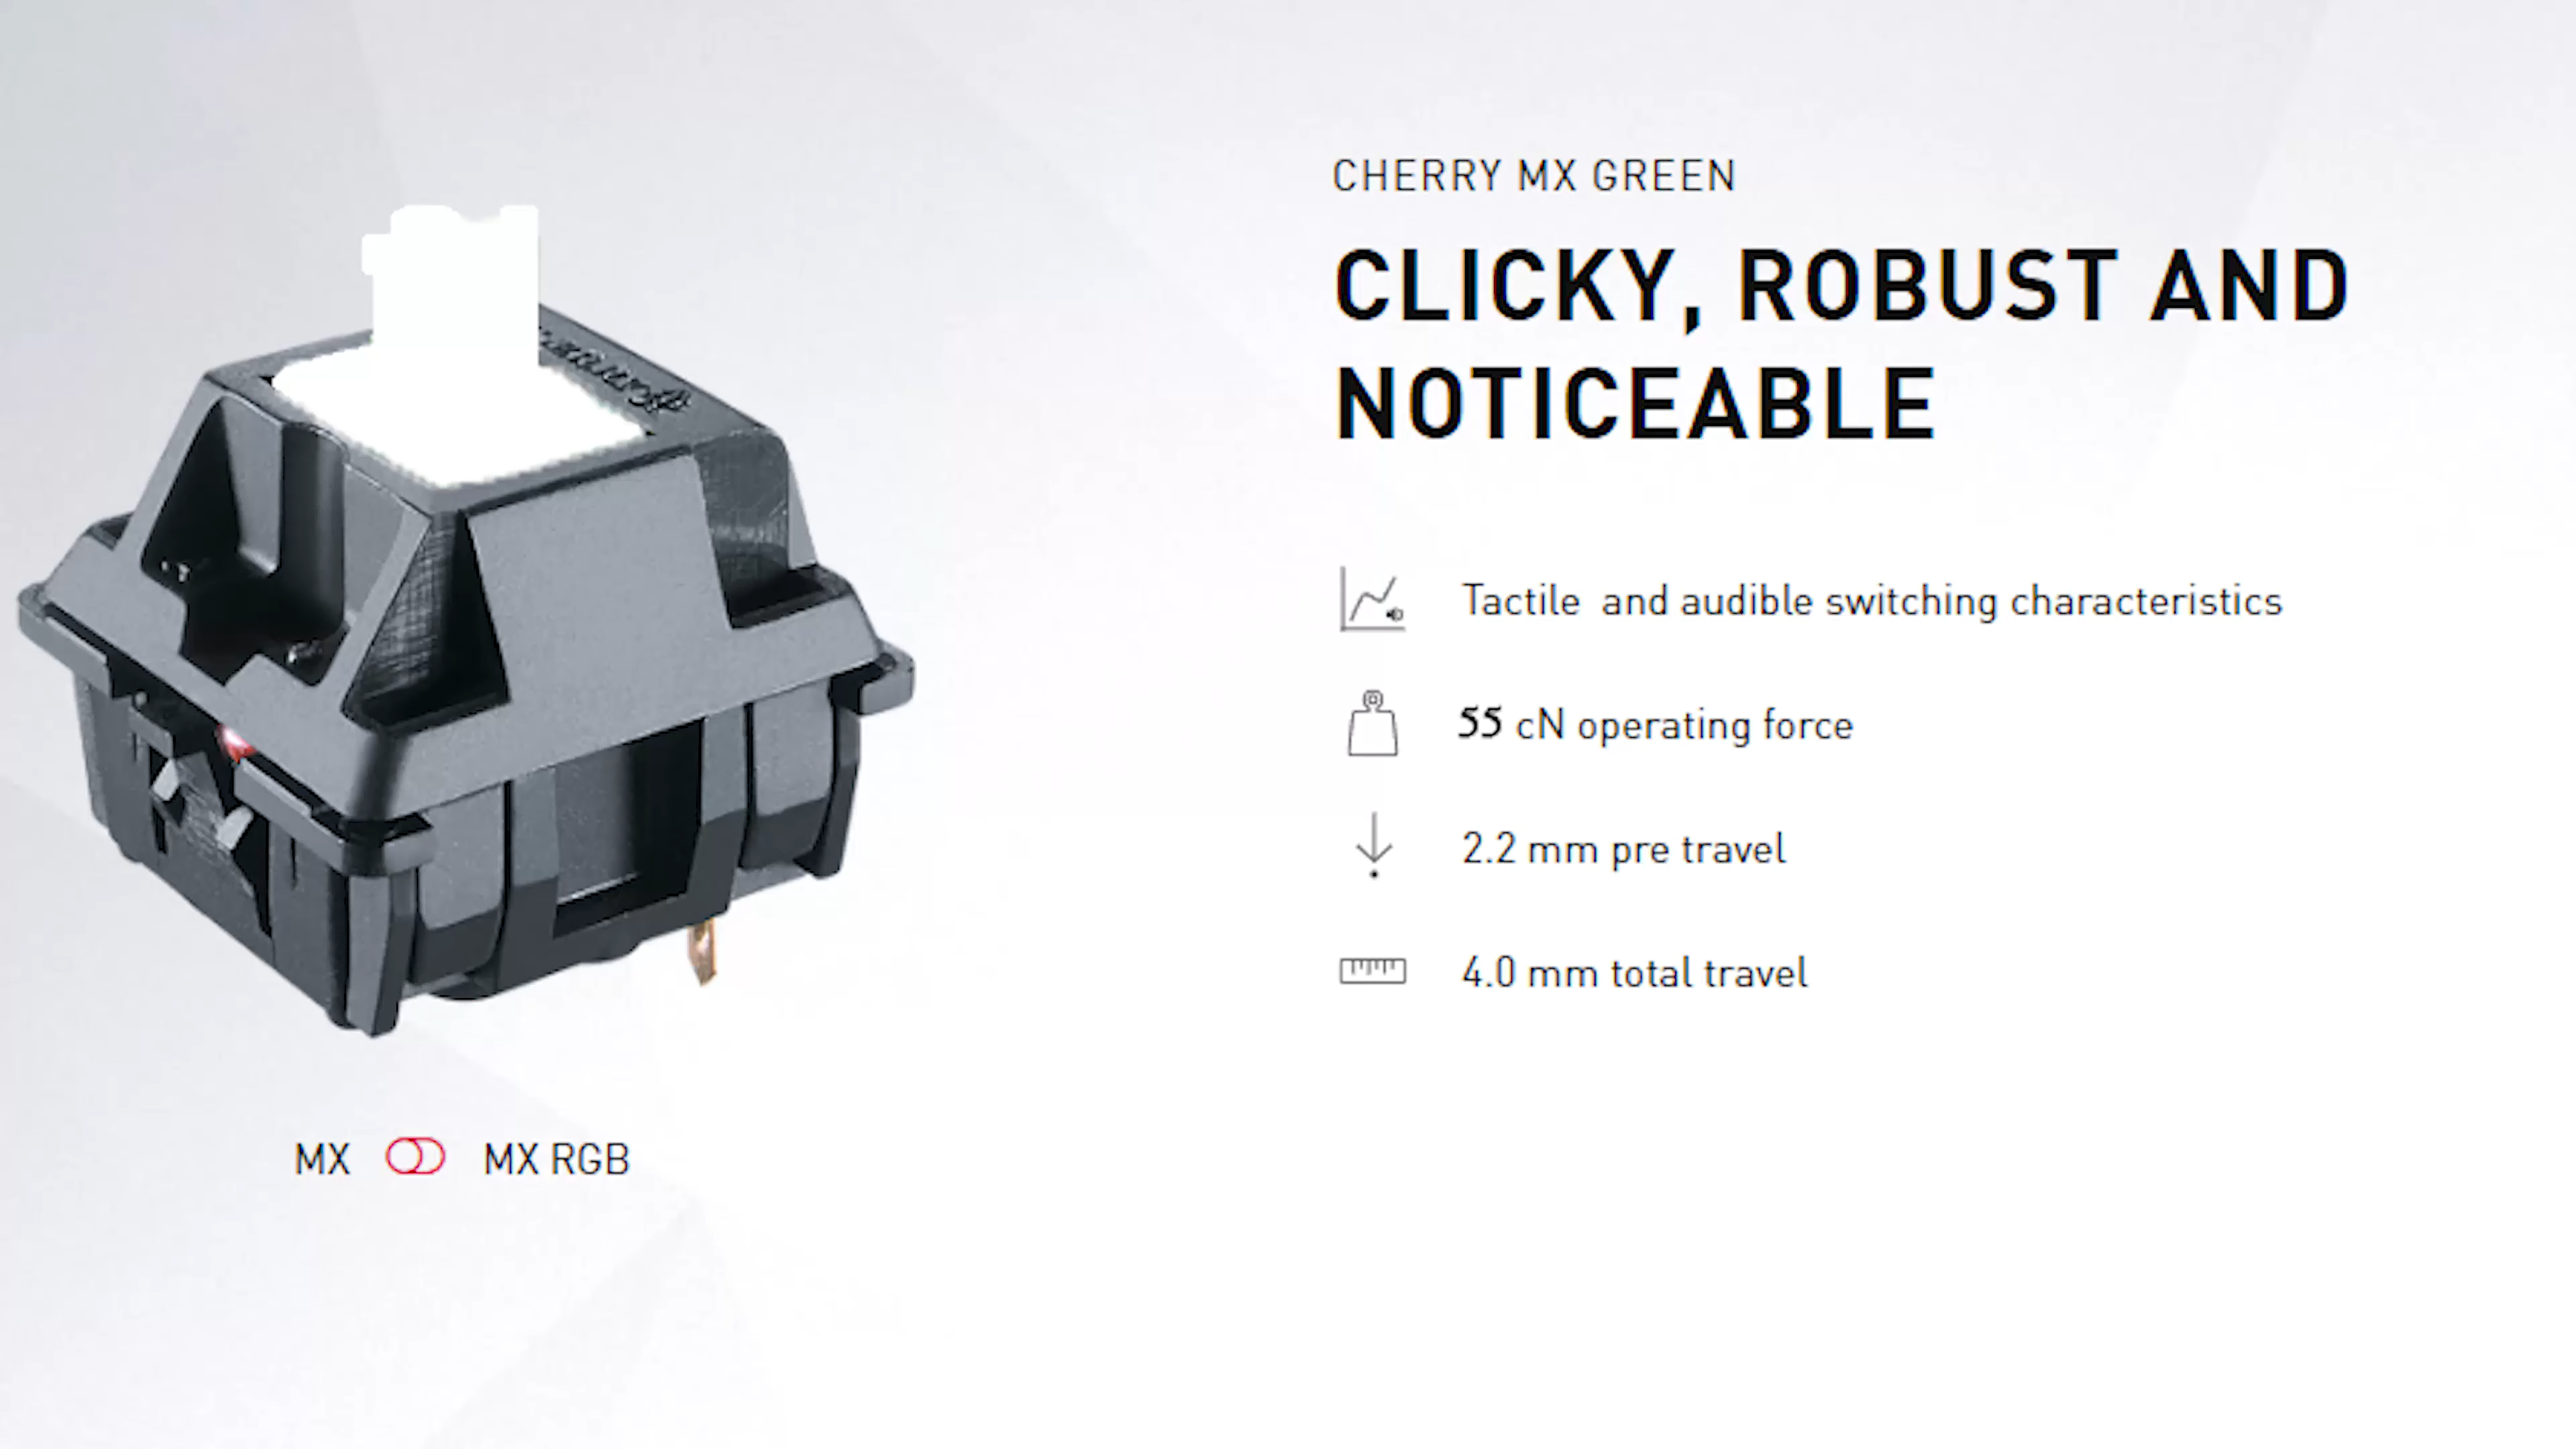 CHERRY MX GREEN
CLICKY, ROBUST AND
NOTICEABLE
Tactile and audible switching characteristics
55 cN operating force
2.2 mm pre travel
4.0 mm total travel
MX MX RGB